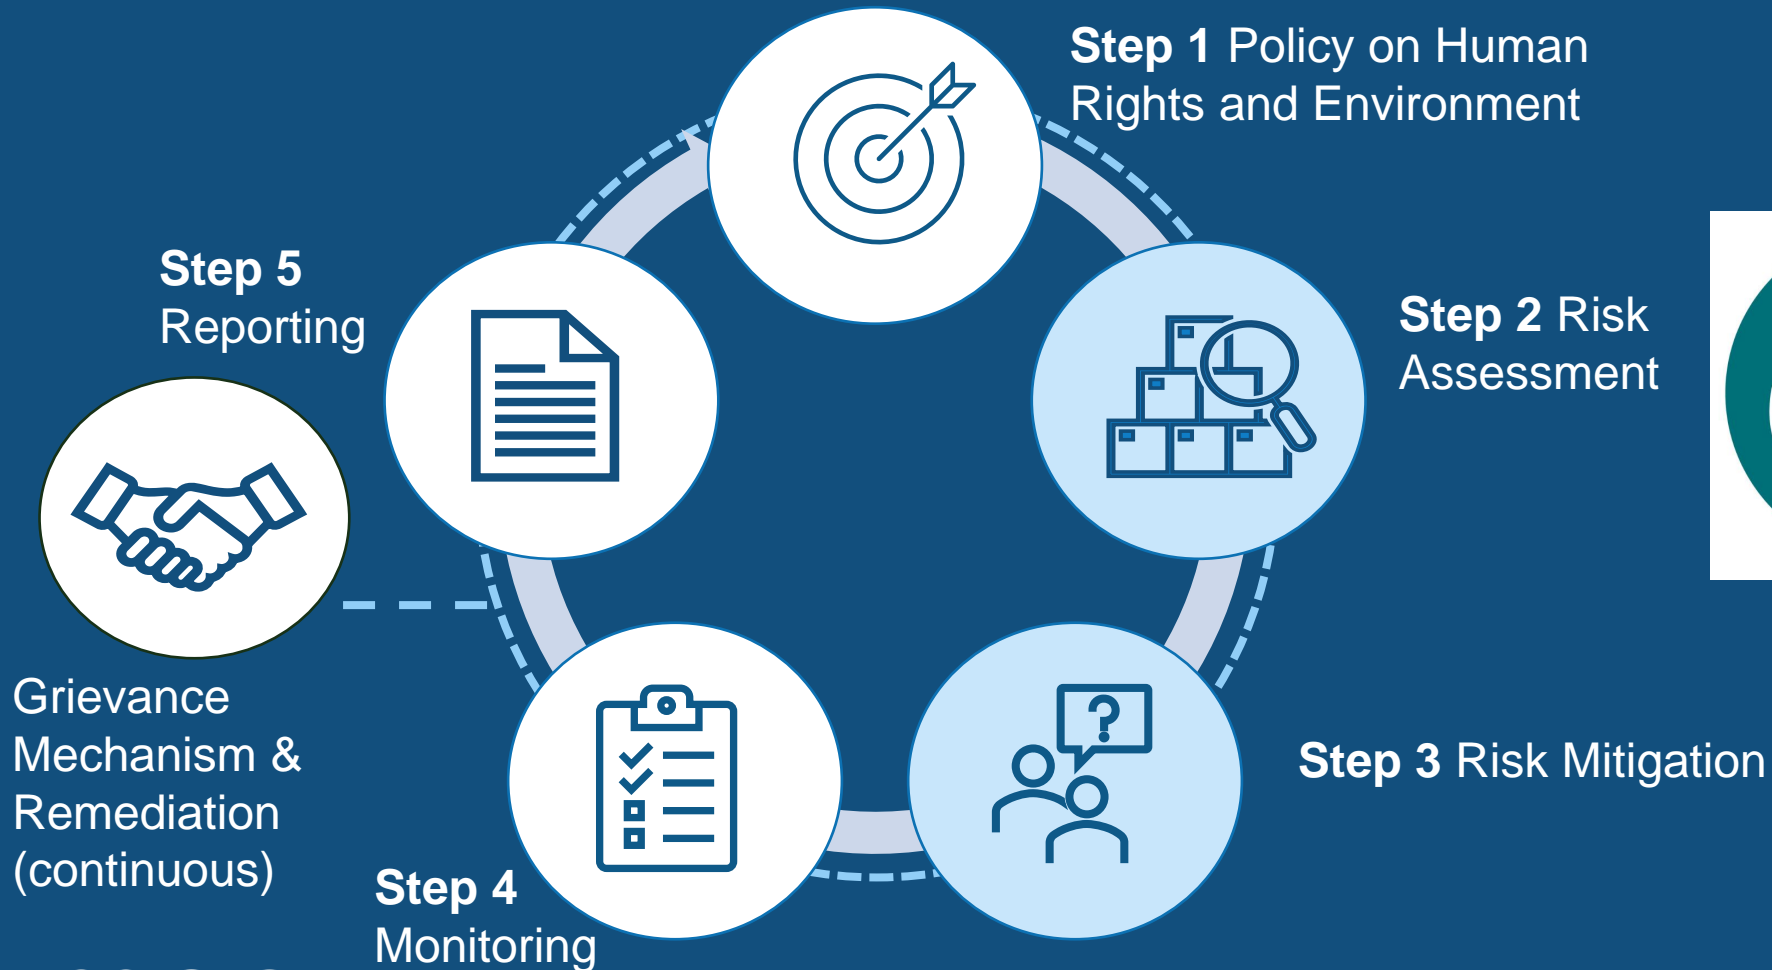 Step 1 Policy on Human
Rights and Environment
Step 2 Risk
Assessment
Step 3 Risk Mitigation
Step 4
Monitoring
Step 5
Reporting
Grievance
Mechanism &
Remediation
(continuous)